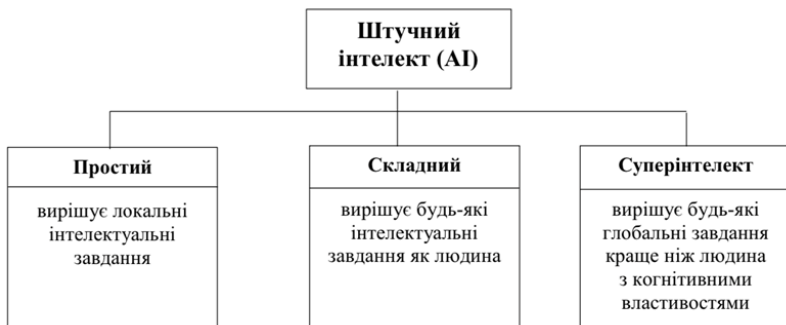 Штучний
інтелект (АІ)
Простий
вирішує локальні
інтелектуальні
завдання
Складний
вирішує будь-які
інтелектуальні
завдання як людина
Суперінтелект
вирішує будь-які
глобальні завдання
краще ніж людина
з когнітивними
властивостями